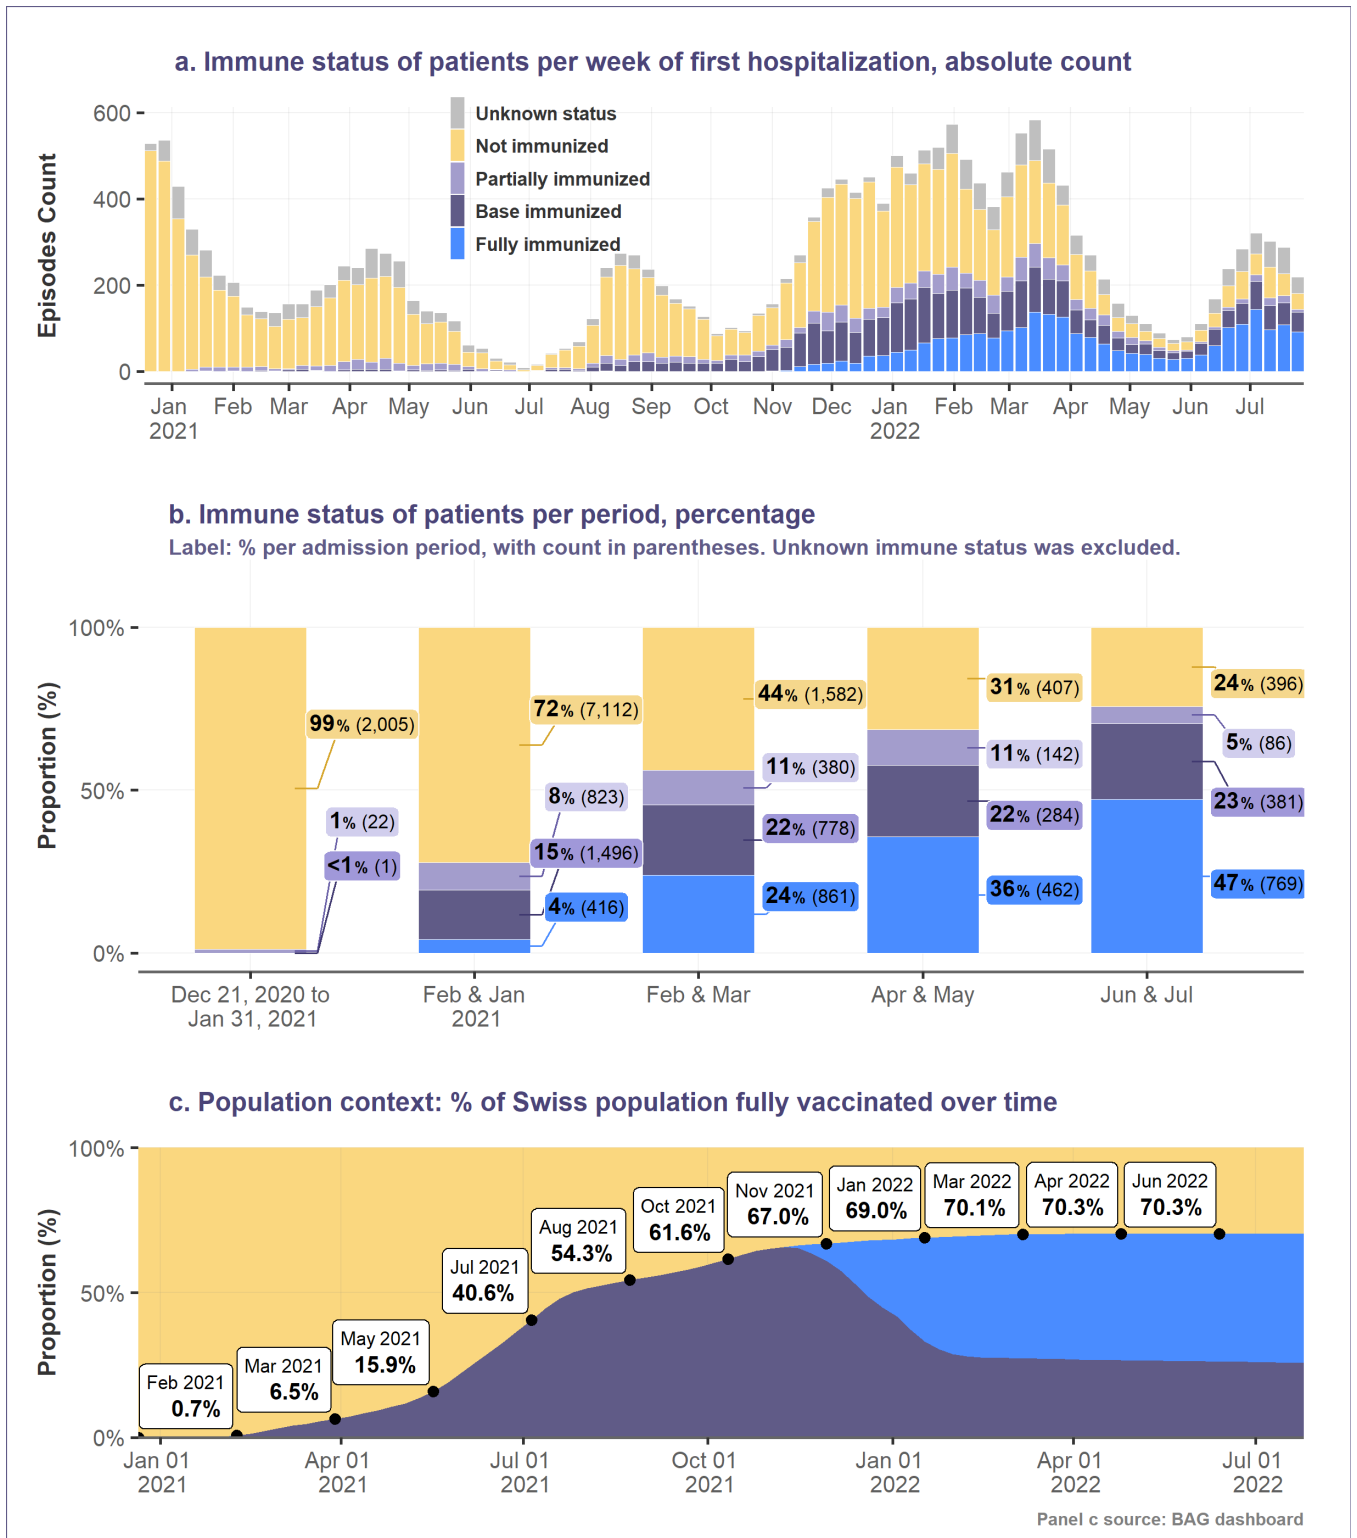 a. Immune status of patients per week of first hospitalization, absolute count
Episodes Count
600
400
200
0
Unknown status
Not immunized
Partially immunized
Base immunized
Fully immunized
Jan Feb Mar Apr May Jun Jul Aug Sep Oct Nov Dec Jan Feb Mar Apr May Jun Jul
2021 2022
b. Immune status of patients per period, percentage
Label: % per admission period, with count in parentheses. Unknown immune status was excluded.
Proportion (%)
100%
50%
0%
99% (2,005)
1% (22)
<1% (1)
72% (7,112)
8% (823)
15% (1,496)
4% (416)
44% (1,582)
11% (380)
22% (778)
24% (861)
31% (407)
11% (142)
22% (284)
36% (462)
24% (396)
5% (86)
23% (381)
47% (769)
Dec 21, 2020 to
Jan 31, 2021
Feb & Jan
2021
Feb & Mar
Apr & May
Jun & Jul
c. Population context: % of Swiss population fully vaccinated over time
Proportion (%)
100%
50%
0%
Feb 2021
0.7%
Mar 2021
6.5%
May 2021
15.9%
Jul 2021
40.6%
Aug 2021
54.3%
Oct 2021
61.6%
Nov 2021
67.0%
Jan 2022
69.0%
Mar 2022
70.1%
Apr 2022
70.3%
Jun 2022
70.3%
Jan 01
2021
Apr 01
2021
Jul 01
2021
Oct 01
2021
Jan 01
2022
Apr 01
2022
Jul 01
2022
Panel c source: BAG dashboard